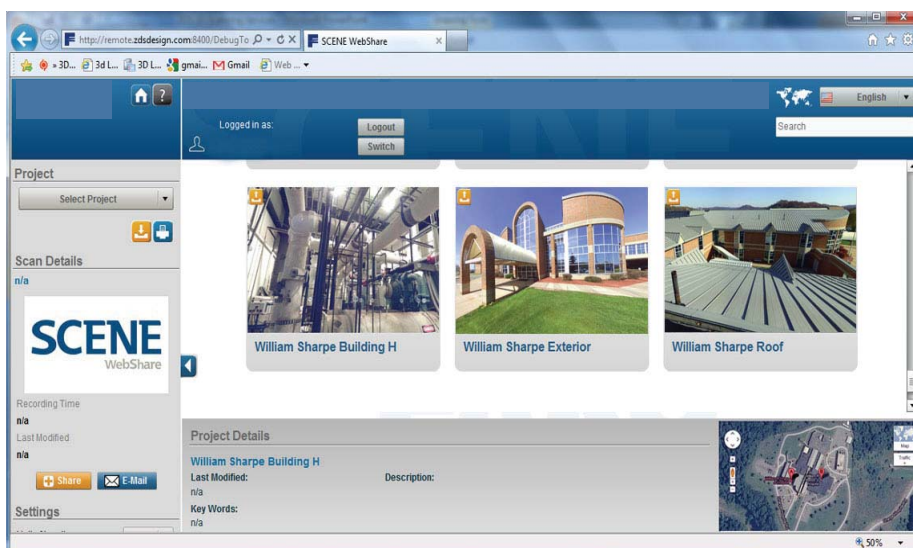 http://remote.zdsdesign.com:8400/DebugTo
SCENE WebShare
3D... 3d L... 3D L... gmai... Gmail Web ...
English
Logged in as:
Logout
Search
Switch
Project
Select Project
Scan Details
n/a
SCENE
WebShare
William Sharpe Building H
William Sharpe Exterior
William Sharpe Roof
Recording Time
n/a
Last Modified
n/a
Share E-Mail
Settings
Project Details
William Sharpe Building H
Last Modified: Description:
n/a
Key Words:
n/a
Map
Traffic
50%